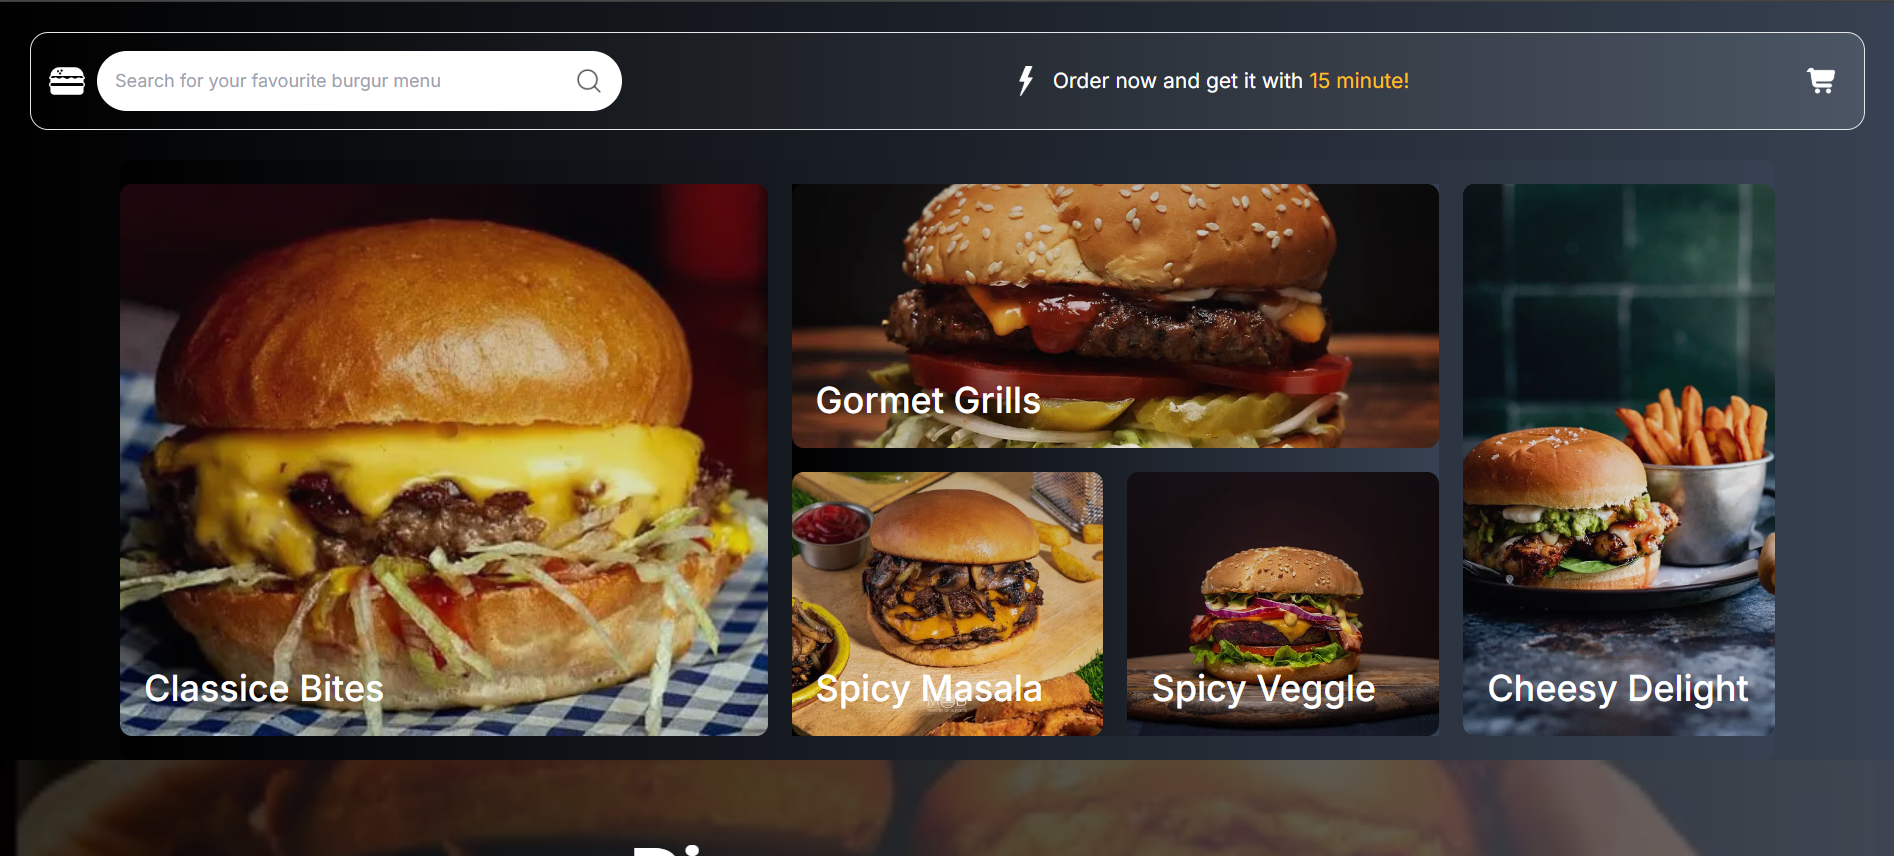 Search for your favourite burgur menu
Order now and get it with 15 minute!
Gormet Grills
Classice Bites
Spicy Masala
Spicy Veggle
Cheesy Delight